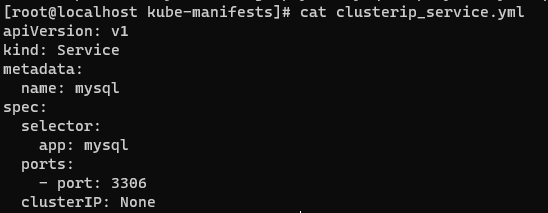 [root@localhost kube-manifests]# cat clusterip_service.yml
apiVersion: v1
kind: Service
metadata:
  name: mysql
spec:
  selector:
    app: mysql
  ports:
    - port: 3306
  clusterIP: None